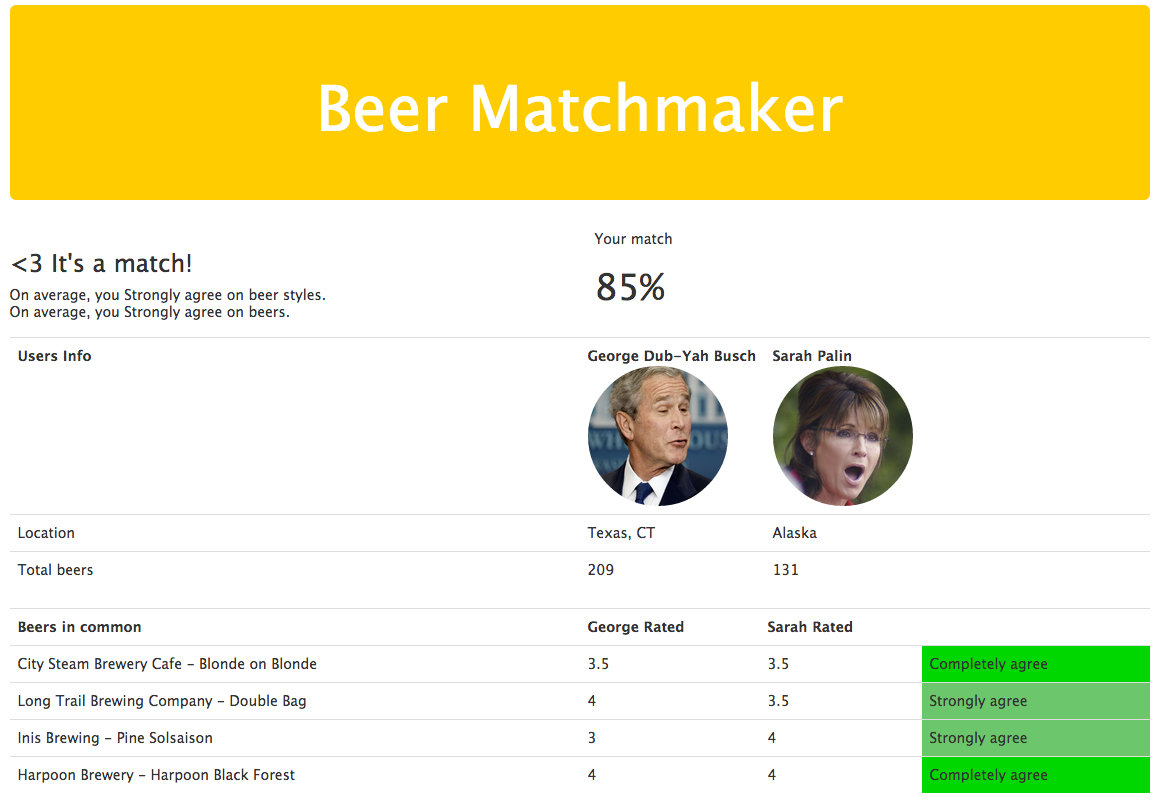 Beer Matchmaker
Your match
<3 It's a match!
85%
On average, you Strongly agree on beer styles.
On average, you Strongly agree on beers.
Users Info George Dub-Yah Busch Sarah Palin
Location Texas, CT Alaska
Total beers 209 131
Beers in common George Rated Sarah Rated
City Steam Brewery Cafe - Blonde on Blonde 3.5 3.5 Completely agree
Long Trail Brewing Company - Double Bag 4 3.5 Strongly agree
Inis Brewing - Pine Solsaison 3 4 Strongly agree
Harpoon Brewery - Harpoon Black Forest 4 4 Completely agree